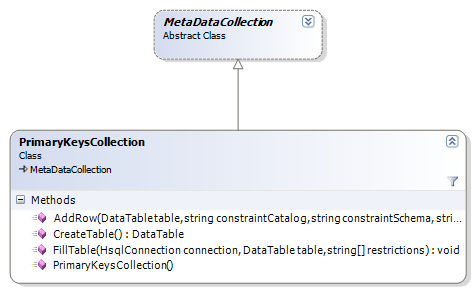 MetaDataCollection
Abstract Class
PrimaryKeysCollection
Class
MetaDataCollection
Methods
AddRow(DataTable table, string constraintCatalog, string constraintSchema, stri...
CreateTable() : DataTable
FillTable(HsqlConnection connection, DataTable table, string[] restrictions) : void
PrimaryKeysCollection()